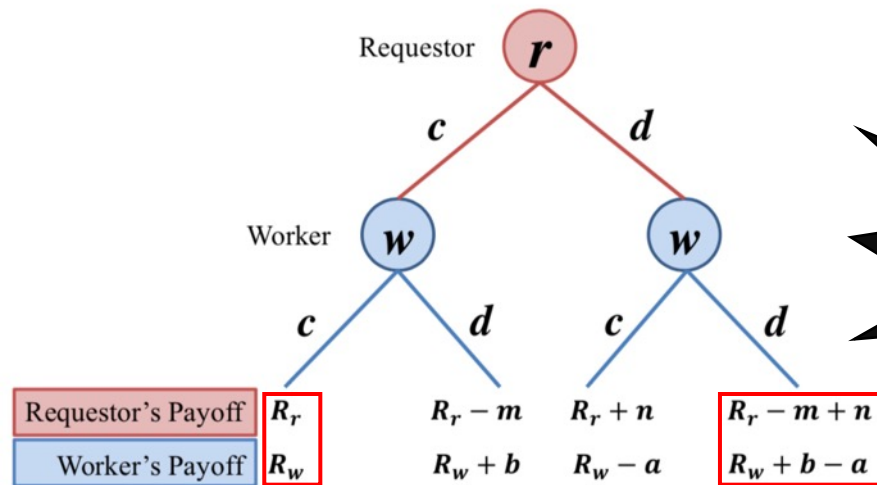 Requestor r
c d
Worker w w
c d c d
Requestor's Payoff R_r R_r − m R_r + n R_r − m + n
Worker's Payoff R_w R_w + b R_w − a R_w + b − a